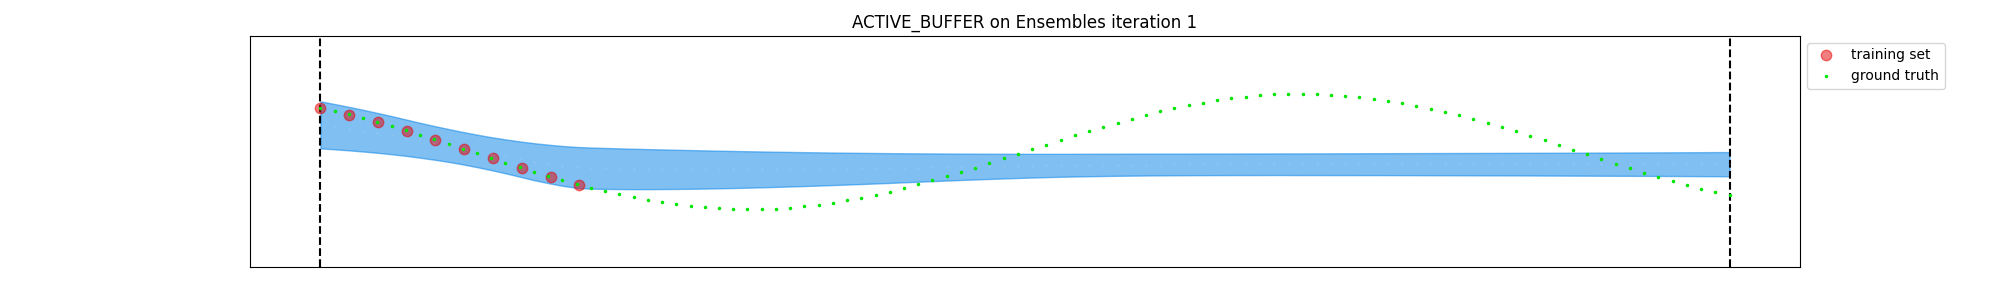 ACTIVE_BUFFER on Ensembles iteration 1
training set
ground truth